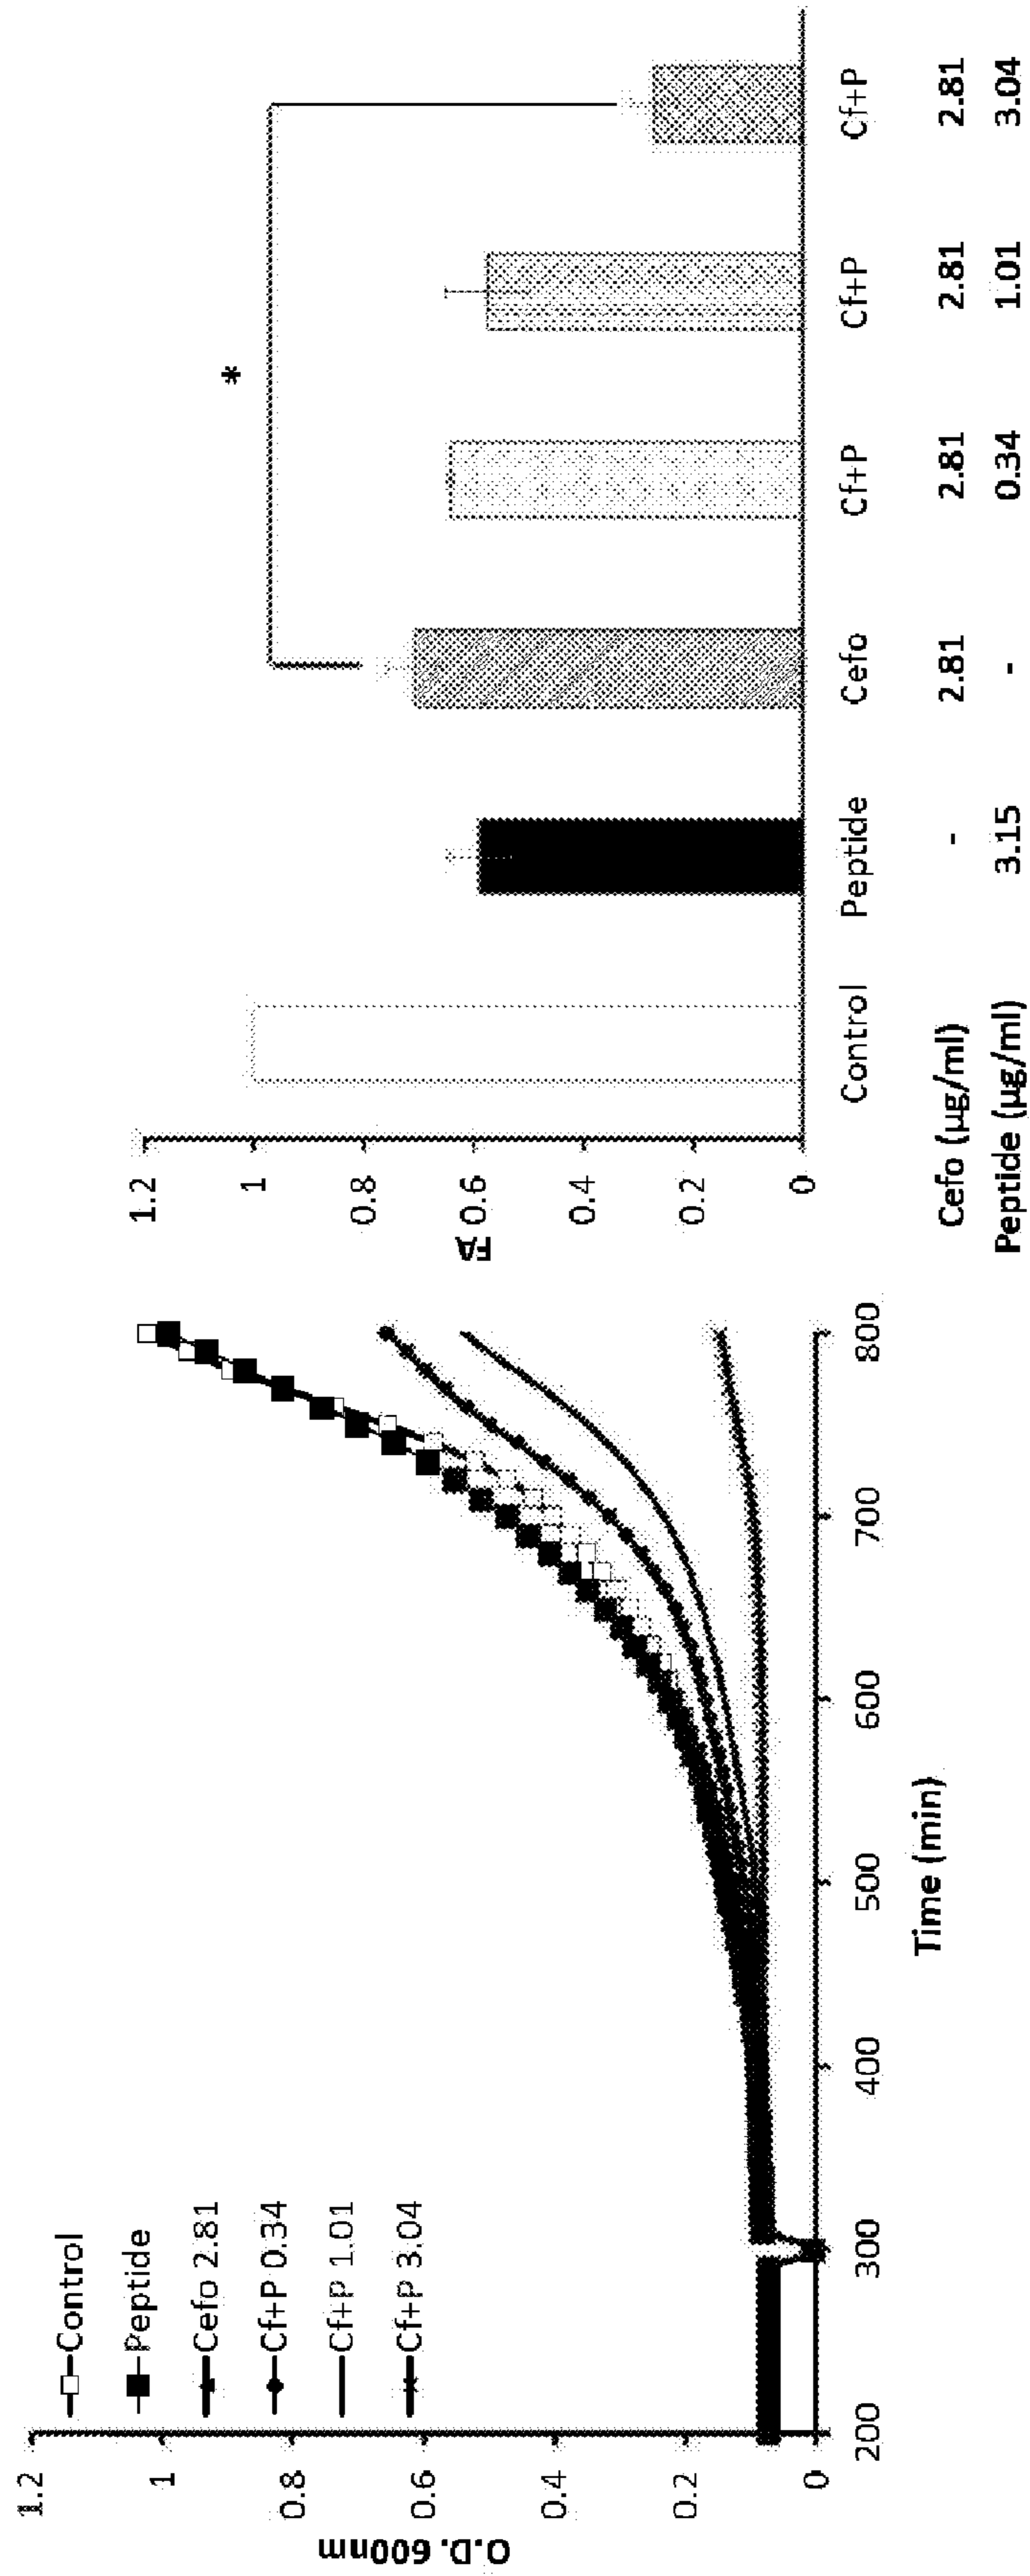 1.2
1
0.8
0.6
0.4
0.2
0
O.D. 600nm
Control
Peptide
Cefo 2.81
Cf+P 0.34
Cf+P 1.01
Cf+P 3.04
200 300 400 500 600 700 800
Time (min)
1.2
1
0.8
FA 0.6
0.4
0.2
0
*
Control Peptide Cefo Cf+P Cf+P Cf+P
Cefo (µg/ml) - 2.81 2.81 2.81 2.81
Peptide (µg/ml) 3.15 - 0.34 1.01 3.04